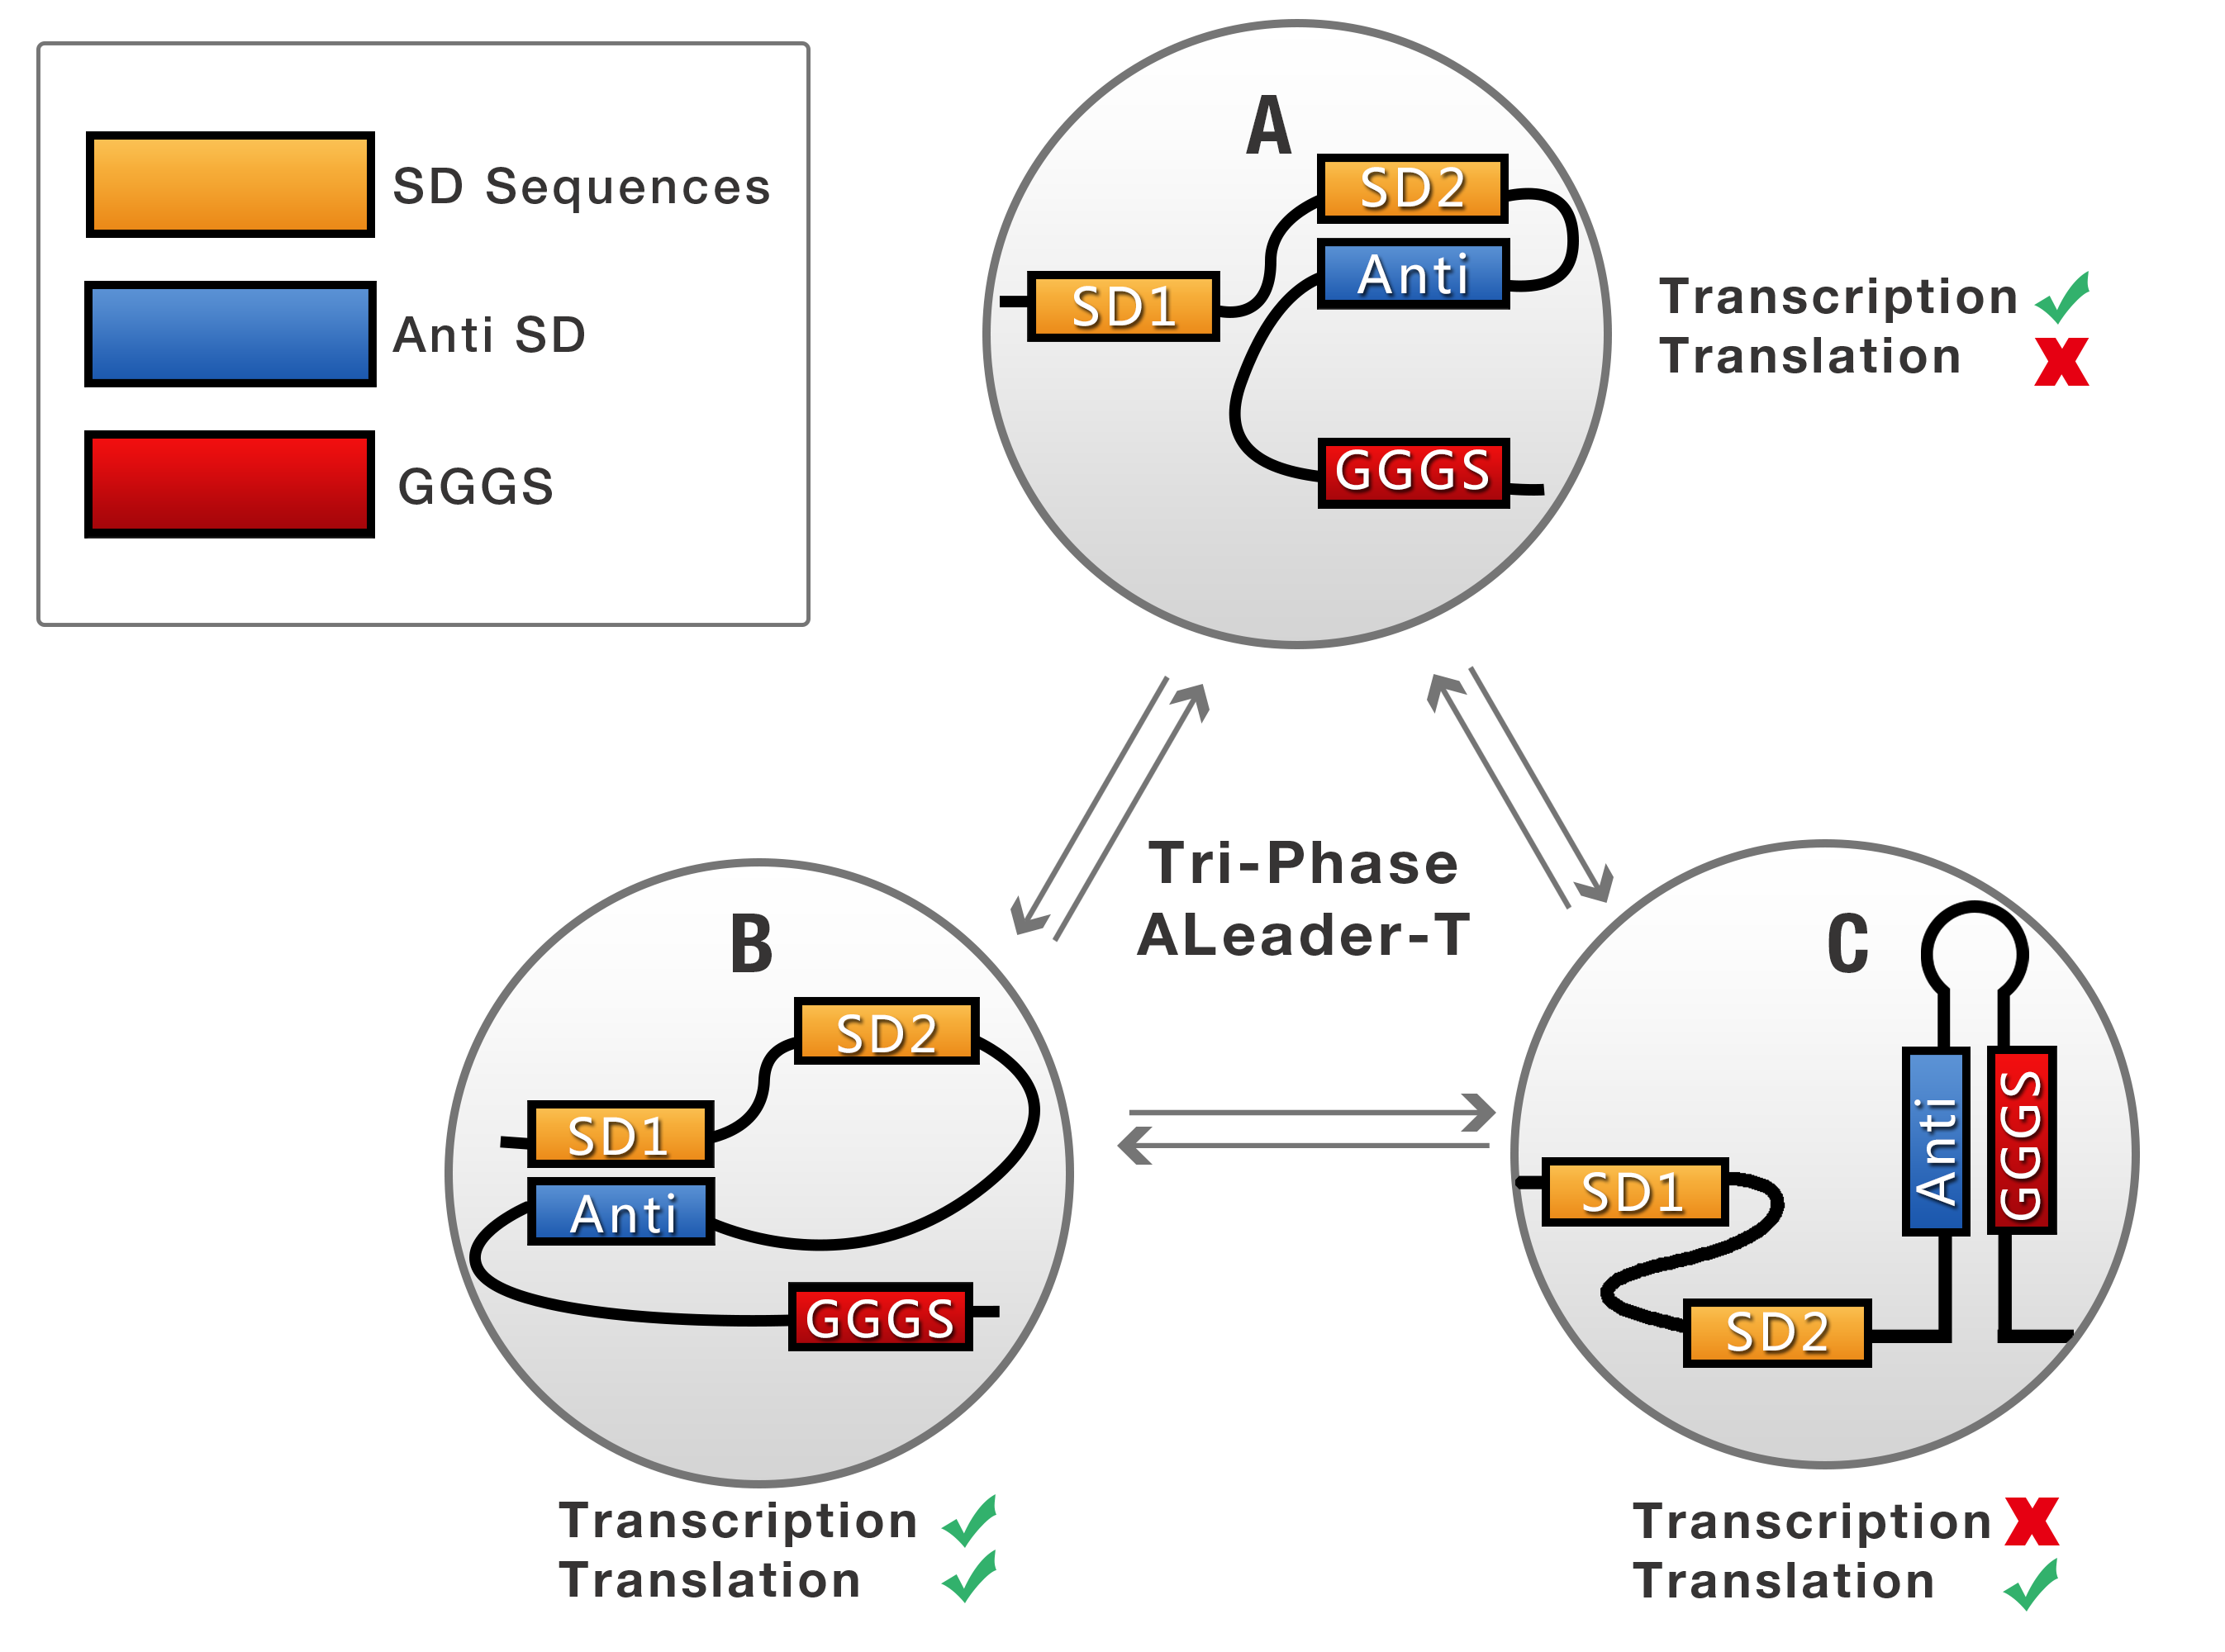 SD Sequences
Anti SD
GGGS
A
SD2
Anti
SD1
GGGS
Transcription
Translation
Tri-Phase
ALeader-T
B
SD2
SD1
Anti
GGGS
Transcription
Translation
C
Anti
GGGS
SD1
SD2
Transcription
Translation